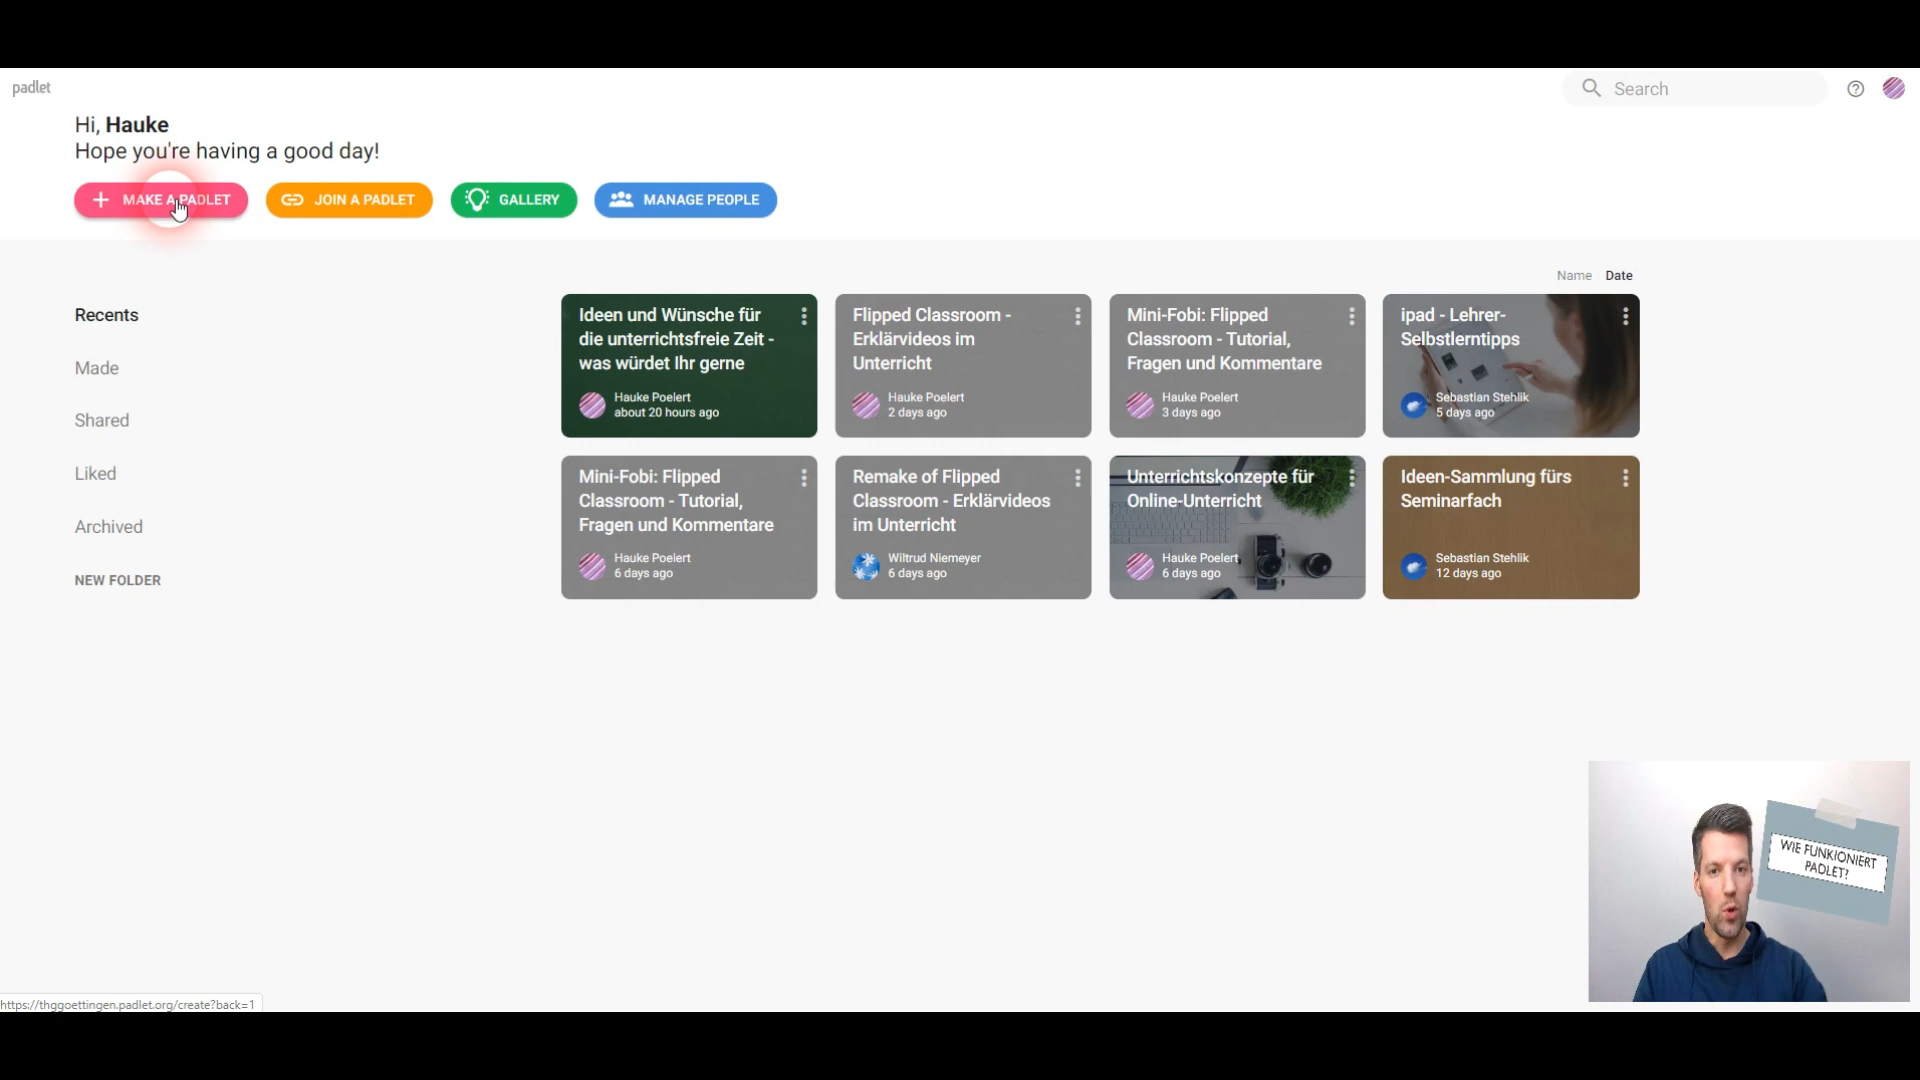 padlet
Search
Hi, Hauke
Hope you're having a good day!
MAKE A PADLET
JOIN A PADLET
GALLERY
MANAGE PEOPLE
Name Date
Recents
Made
Shared
Liked
Archived
NEW FOLDER
Ideen und Wünsche für
die unterrichtsfreie Zeit -
was würdet Ihr gerne
Hauke Poelert
about 20 hours ago
Flipped Classroom -
Erklärvideos im
Unterricht
Hauke Poelert
2 days ago
Mini-Fobi: Flipped
Classroom - Tutorial,
Fragen und Kommentare
Hauke Poelert
3 days ago
ipad - Lehrer-
Selbstlerntipps
Sebastian Stehlik
5 days ago
Mini-Fobi: Flipped
Classroom - Tutorial,
Fragen und Kommentare
Hauke Poelert
6 days ago
Remake of Flipped
Classroom - Erklärvideos
im Unterricht
Wiltrud Niemeyer
6 days ago
Unterrichtskonzepte für
Online-Unterricht
Hauke Poelert
6 days ago
Ideen-Sammlung fürs
Seminarfach
Sebastian Stehlik
12 days ago
WIE FUNKIONIERT
PADLET?
https://thggoettingen.padlet.org/create?back=1